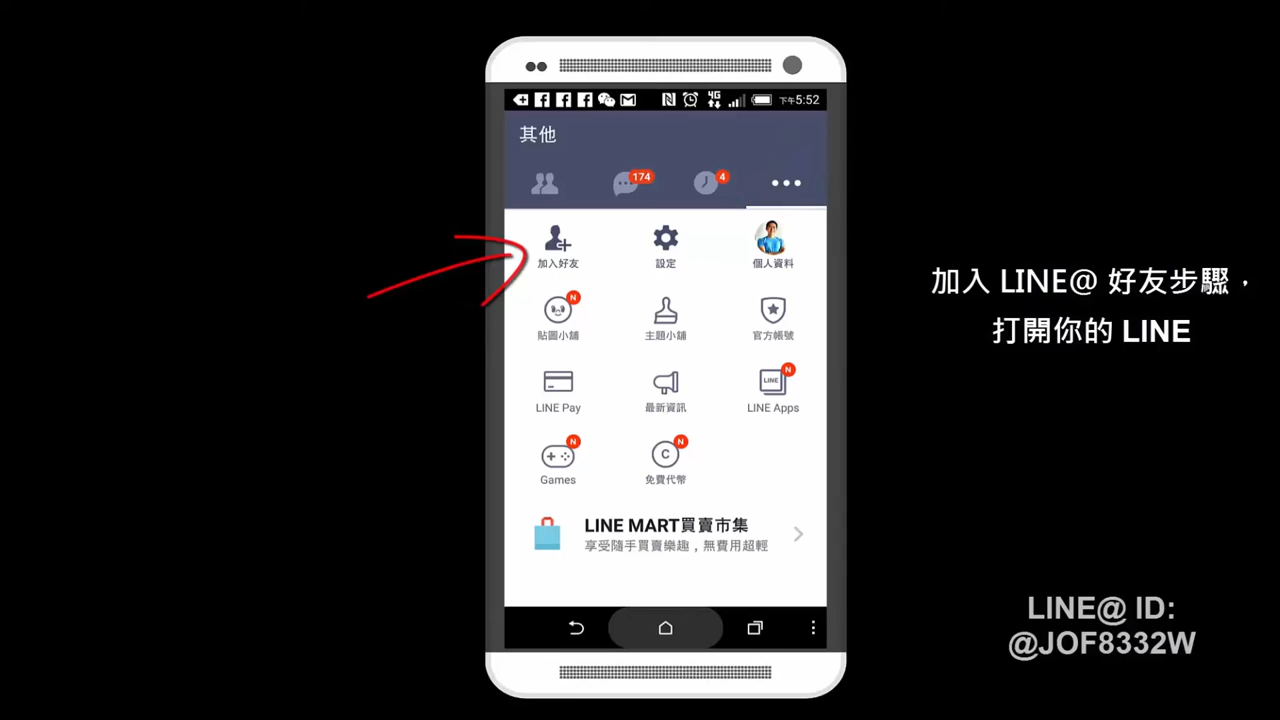 下午5:52
4G
其他
174
4
加入好友
設定
個人資料
N
貼圖小舖
主題小舖
官方帳號
LINE
N
LINE Pay
最新資訊
LINE Apps
N
C
N
Games
免費代幣
LINE MART買賣市集
享受隨手買賣樂趣，無費用超輕
加入 LINE@ 好友步驟，
打開你的 LINE
LINE@ ID:
@JOF8332W